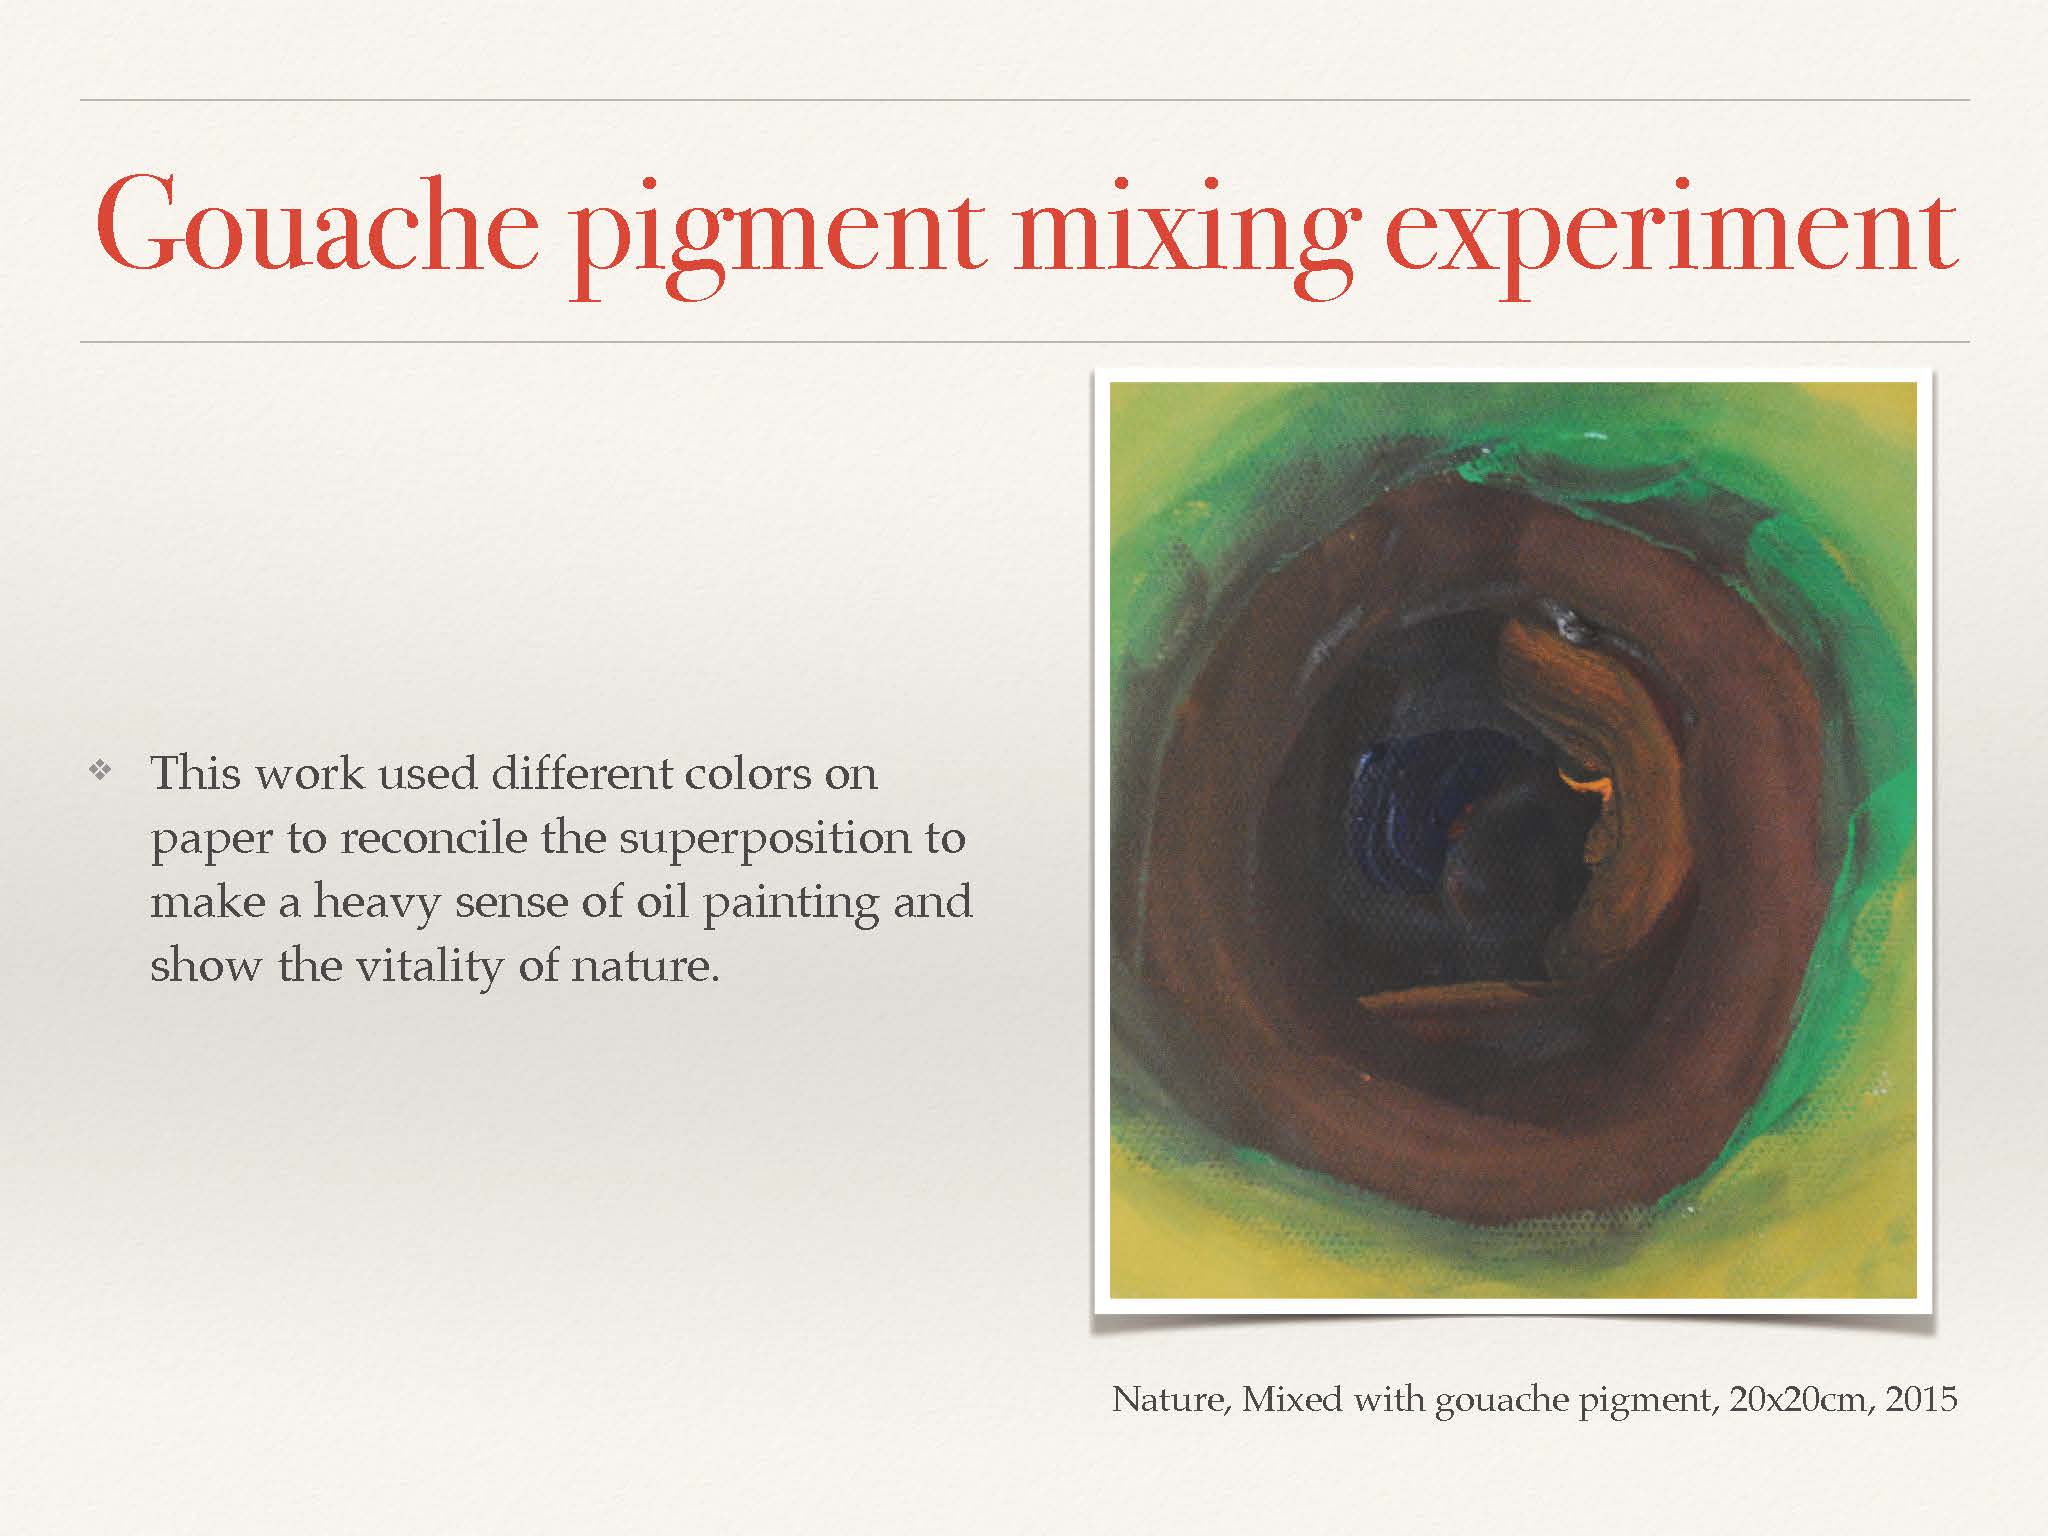 Gouache pigment mixing experiment
This work used different colors on
paper to reconcile the superposition to
make a heavy sense of oil painting and
show the vitality of nature.
Nature, Mixed with gouache pigment, 20x20cm, 2015